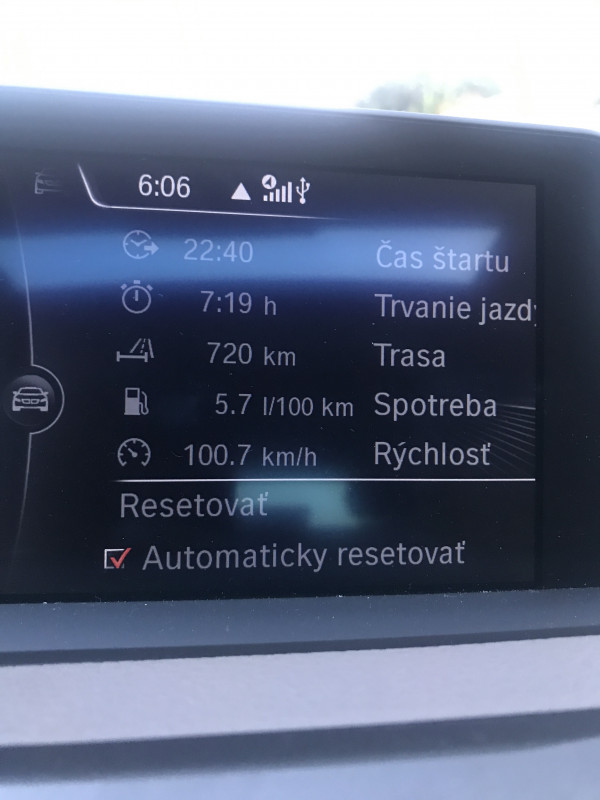 6:06
22:40 Čas štartu
7:19 h Trvanie jazdy
720 km Trasa
5.7 l/100 km Spotreba
100.7 km/h Rýchlosť
Resetovať
Automaticky resetovať